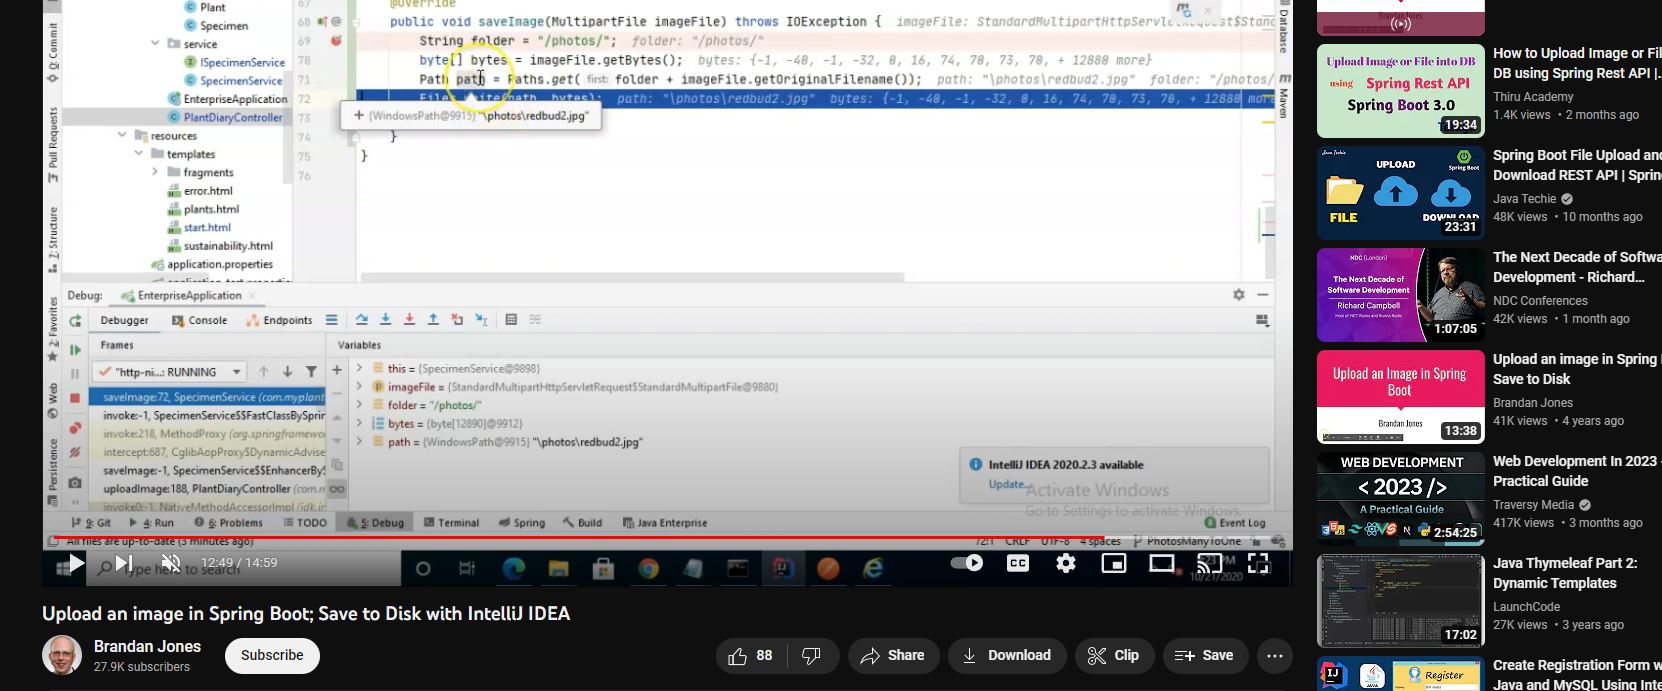 Plant
Specimen
service
ISpecimenService
SpecimenService
EnterpriseApplication
PlantDiaryController
resources
templates
fragments
error.html
plants.html
start.html
sustainability.html
application.properties
Commit
Pull Requests
Z: Structure
2: Favorites
Web
Persistence
67 @Override
68 public void saveImage(MultipartFile imageFile) throws IOException { imageFile: StandardMultipartHttpServletRequest$Stan
69 String folder = "/photos/"; folder: "/photos/"
70 byte[] bytes = imageFile.getBytes(); bytes: {-1, -40, -1, -32, 0, 16, 74, 70, 73, 70, + 12880 more}
71 Path path = Paths.get( first: folder + imageFile.getOriginalFilename()); path: "\photos\redbud2.jpg" folder: "/photos/
72 Files.write(path, bytes); path: "\photos\redbud2.jpg" bytes: {-1, -40, -1, -32, 0, 16, 74, 70, 73, 70, + 12880 more
73
+ {WindowsPath@9915} "\photos\redbud2.jpg"
74 }
75 }
76
Database
Maven
Debug: EnterpriseApplication
Debugger Console Endpoints
Frames
Variables
"http-ni...: RUNNING
saveImage:72, SpecimenService (com.myplant
invoke:-1, SpecimenService$$FastClassBySprin
invoke:218, MethodProxy (org.springframewo
intercept:687, CglibAopProxy$DynamicAdvise
saveImage:-1, SpecimenService$$EnhancerByS
uploadImage:188, PlantDiaryController (com.m
invoke0:-1, NativeMethodAccessorImpl (jdk.in
this = {SpecimenService@9898}
imageFile = {StandardMultipartHttpServletRequest$StandardMultipartFile@9880}
folder = "/photos/"
bytes = {byte[12890]@9912}
path = {WindowsPath@9915} "\photos\redbud2.jpg"
IntelliJ IDEA 2020.2.3 available
Update...
Activate Windows
Go to Settings to activate Windows.
9: Git 4: Run 6: Problems TODO 5: Debug Terminal Spring Build Java Enterprise Event Log
All files are up-to-date (3 minutes ago) 72:1 CRLF UTF-8 4 spaces PhotosManyToOne
Type here to search
12:49 / 14:59
CC
10/21/2020
Upload an image in Spring Boot; Save to Disk with IntelliJ IDEA
Brandan Jones
27.9K subscribers
Subscribe
88
Share
Download
Clip
Save
Upload Image or File into DB
using Spring Rest API
Spring Boot 3.0
19:34
How to Upload Image or Fil
DB using Spring Rest API |.
Thiru Academy
1.4K views • 2 months ago
Java Techie
UPLOAD
Spring Boot
FILE
DOWNLOAD
23:31
Spring Boot File Upload and
Download REST API | Sprin
Java Techie
48K views • 10 months ago
NDC { London }
The Next Decade of
Software Development
Richard Campbell
Host of .NET Rocks and RunAs Radio
1:07:05
The Next Decade of Softwa
Development - Richard...
NDC Conferences
42K views • 1 month ago
Upload an Image in Spring
Boot
Brandan Jones
13:38
Upload an image in Spring
Save to Disk
Brandan Jones
41K views • 4 years ago
WEB DEVELOPMENT
< 2023 />
A Practical Guide
2:54:25
Web Development In 2023 -
Practical Guide
Traversy Media
417K views • 3 months ago
17:02
Java Thymeleaf Part 2:
Dynamic Templates
LaunchCode
27K views • 3 years ago
IJ
Java
Register
Create Registration Form w
Java and MySQL Using Inte